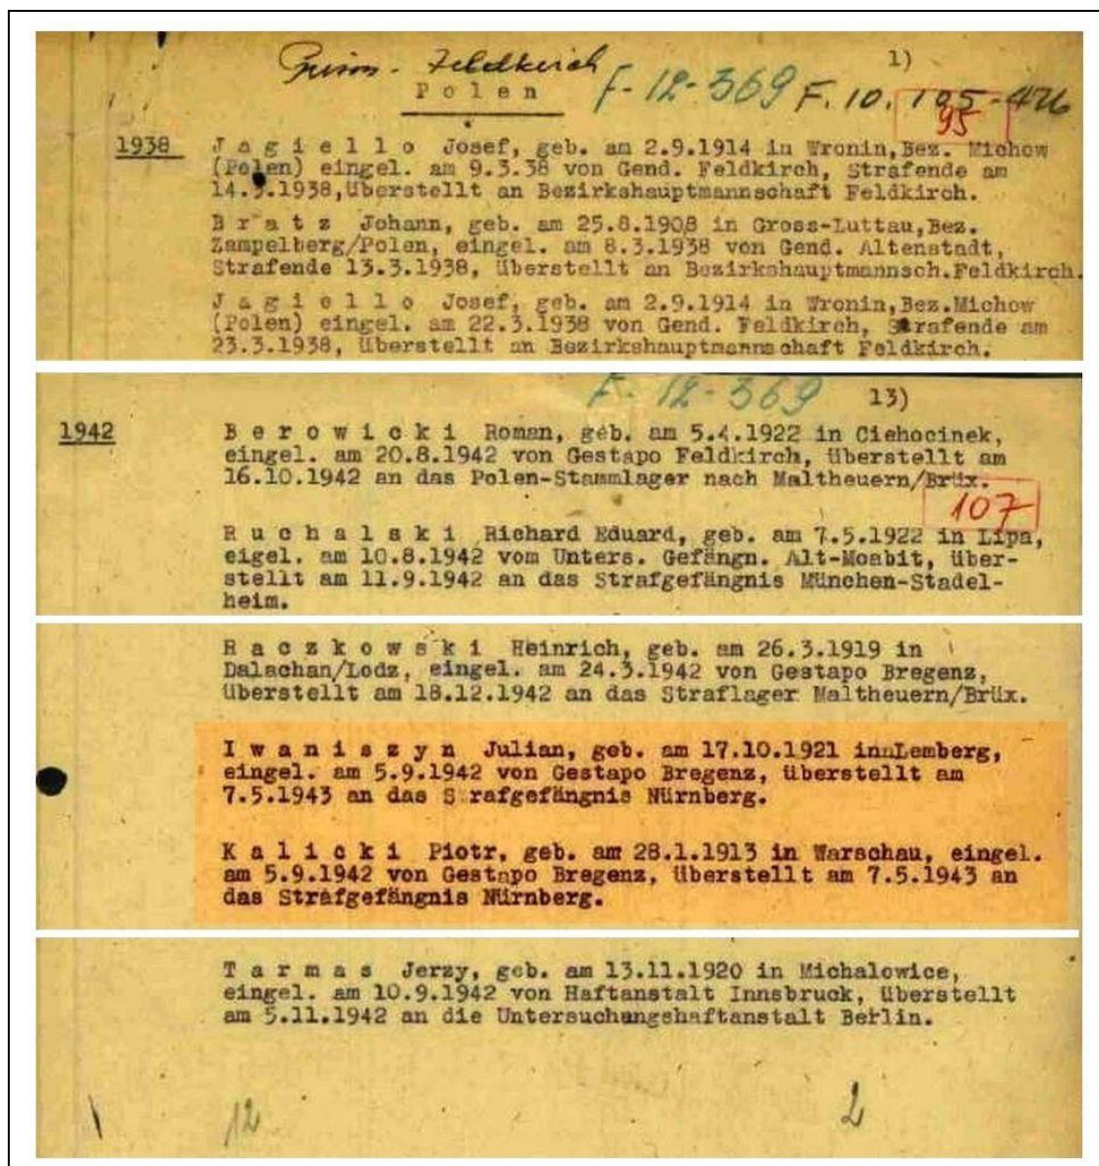 Prison - Feldkirch
1)
Polen F-12-369 F.10.195-426
95
1938 Jagiello Josef, geb. am 2.9.1914 in Wronin,Bez. Michow
(Polen) eingel. am 9.3.38 von Gend. Feldkirch, Strafende am
14.3.1938,überstellt an Bezirkshauptmannschaft Feldkirch.
Bratz Johann, geb. am 25.8.1908 in Gross-Luttau,Bez.
Zampelberg/Polen, eingel. am 8.3.1938 von Gend. Altenstadt,
Strafende 13.3.1938, überstellt an Bezirkshauptmannsch.Feldkirch.
Jagiello Josef, geb. am 2.9.1914 in Wronin,Bez.Michow
(Polen) eingel. am 22.3.1938 von Gend. Feldkirch, Strafende am
23.3.1938, überstellt an Bezirkshauptmannschaft Feldkirch.
F-12-369 13)
1942 Berowicki Roman, geb. am 5.4.1922 in Ciehocinek,
eingel. am 20.8.1942 von Gestapo Feldkirch, überstellt am
16.10.1942 an das Polen-Stammlager nach Maltheuern/Brüx.
107
Ruchalski Richard Eduard, geb. am 7.5.1922 in Lipa,
eigel. am 10.8.1942 vom Unters. Gefängn. Alt-Moabit, über-
stellt am 11.9.1942 an das Strafgefängnis München-Stadel-
heim.
Raczkowski Heinrich, geb. am 26.3.1919 in
Dalachan/Lodz, eingel. am 24.3.1942 von Gestapo Bregenz,
überstellt am 18.12.1942 an das Straflager Maltheuern/Brüx.
Iwaniszyn Julian, geb. am 17.10.1921 innLemberg,
eingel. am 5.9.1942 von Gestapo Bregenz, überstellt am
7.5.1943 an das Strafgefängnis Nürnberg.
Kalicki Piotr, geb. am 28.1.1913 in Warschau, eingel.
am 5.9.1942 von Gestapo Bregenz, überstellt am 7.5.1943 an
das Strafgefängnis Nürnberg.
Tarmas Jerzy, geb. am 13.11.1920 in Michalowice,
eingel. am 10.9.1942 von Haftanstalt Innsbruck, überstellt
am 5.11.1942 an die Untersuchungshaftanstalt Berlin.
12 2